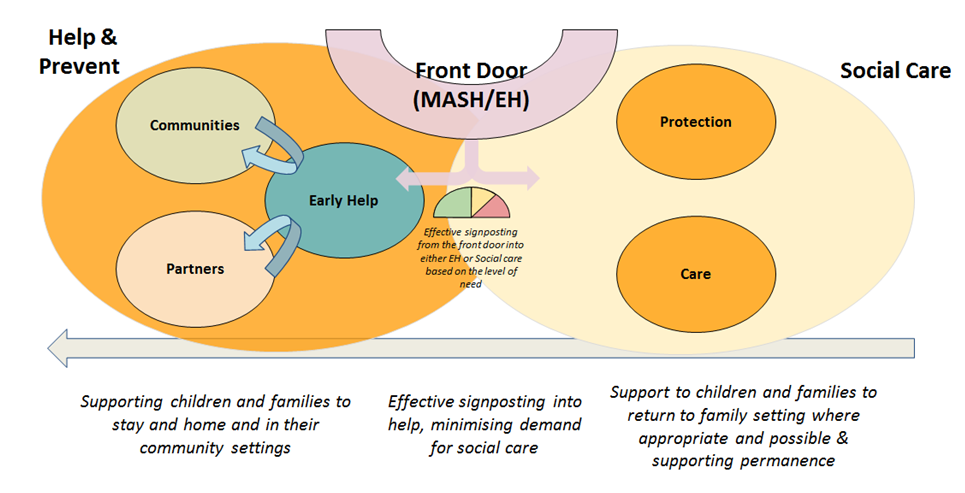 Help &
Prevent
Front Door
(MASH/EH)
Social Care
Communities
Protection
Early Help
Effective signposting
from the front door into
either EH or Social care
based on the level of
need
Partners
Care
Supporting children and families to
stay and home and in their
community settings
Effective signposting into
help, minimising demand
for social care
Support to children and families to
return to family setting where
appropriate and possible &
supporting permanence